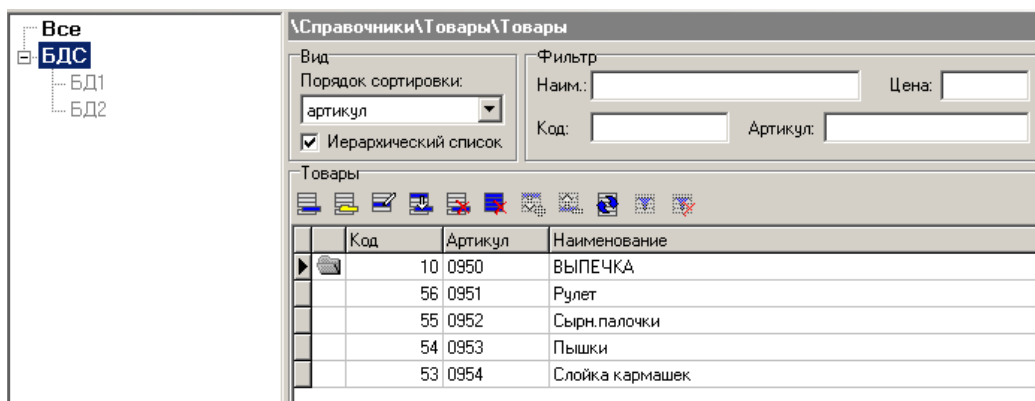 Все
БДС
БД1
БД2
\Справочники\Товары\Товары
Вид
Порядок сортировки:
артикул
Иерархический список
Фильтр
Наим.:
Цена:
Код:
Артикул:
Товары
Код Артикул Наименование
10 0950 ВЫПЕЧКА
56 0951 Рулет
55 0952 Сырн.палочки
54 0953 Пышки
53 0954 Слойка кармашек